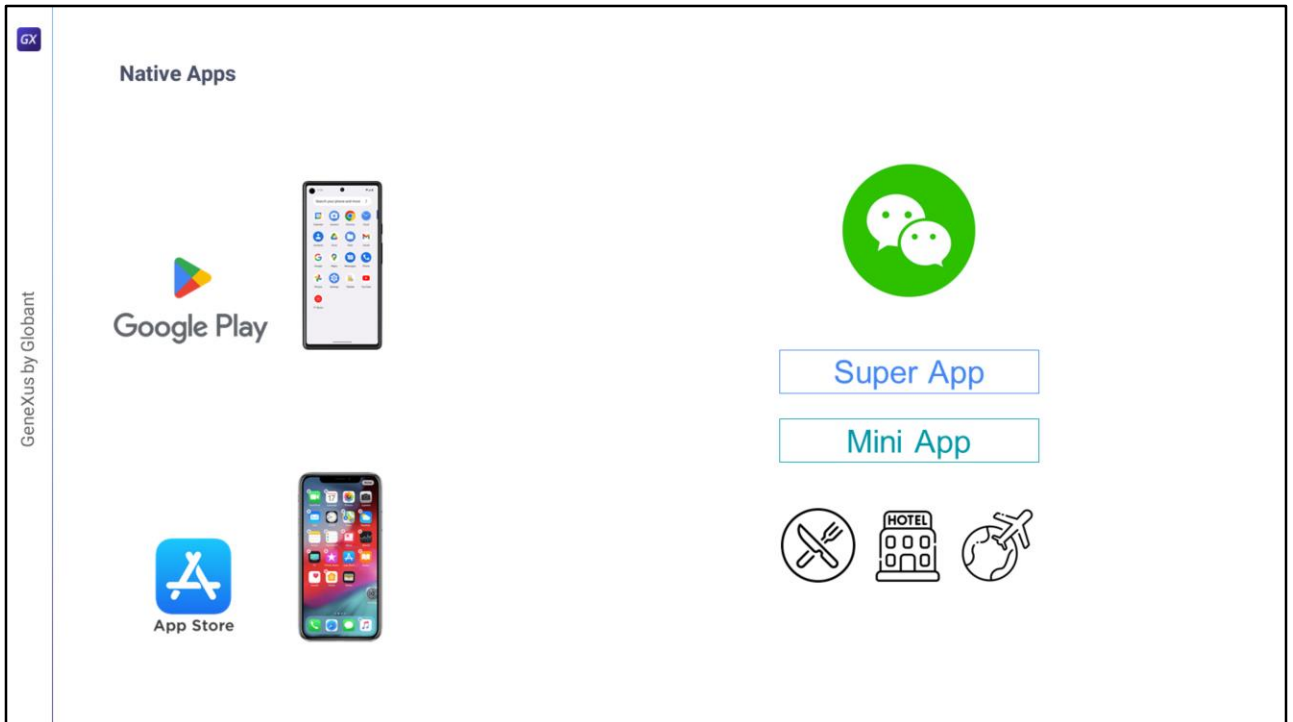 GX
Native Apps
GeneXus by Globant
Google Play
App Store
Super App
Mini App
HOTEL